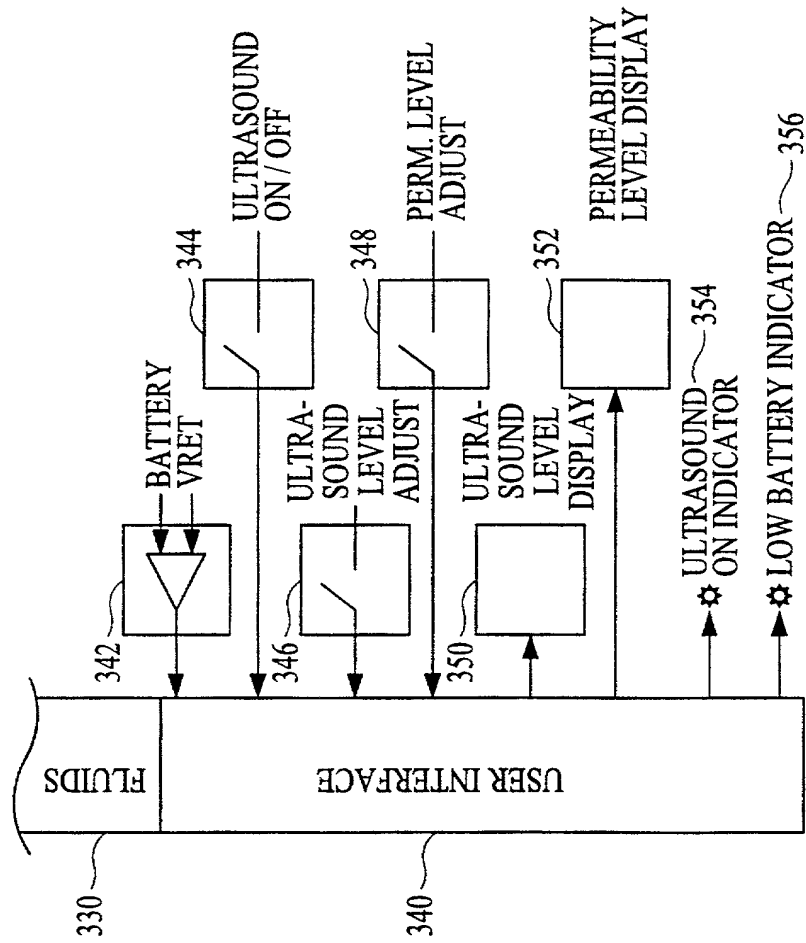 BATTERY
VRET
342
344
ULTRASOUND
ON / OFF
346
ULTRA-
SOUND
LEVEL
ADJUST
348
PERM. LEVEL
ADJUST
350
ULTRA-
SOUND
LEVEL
DISPLAY
352
PERMEABILITY
LEVEL DISPLAY
ULTRASOUND
ON INDICATOR
354
LOW BATTERY INDICATOR
356
FLUIDS
USER INTERFACE
330
340